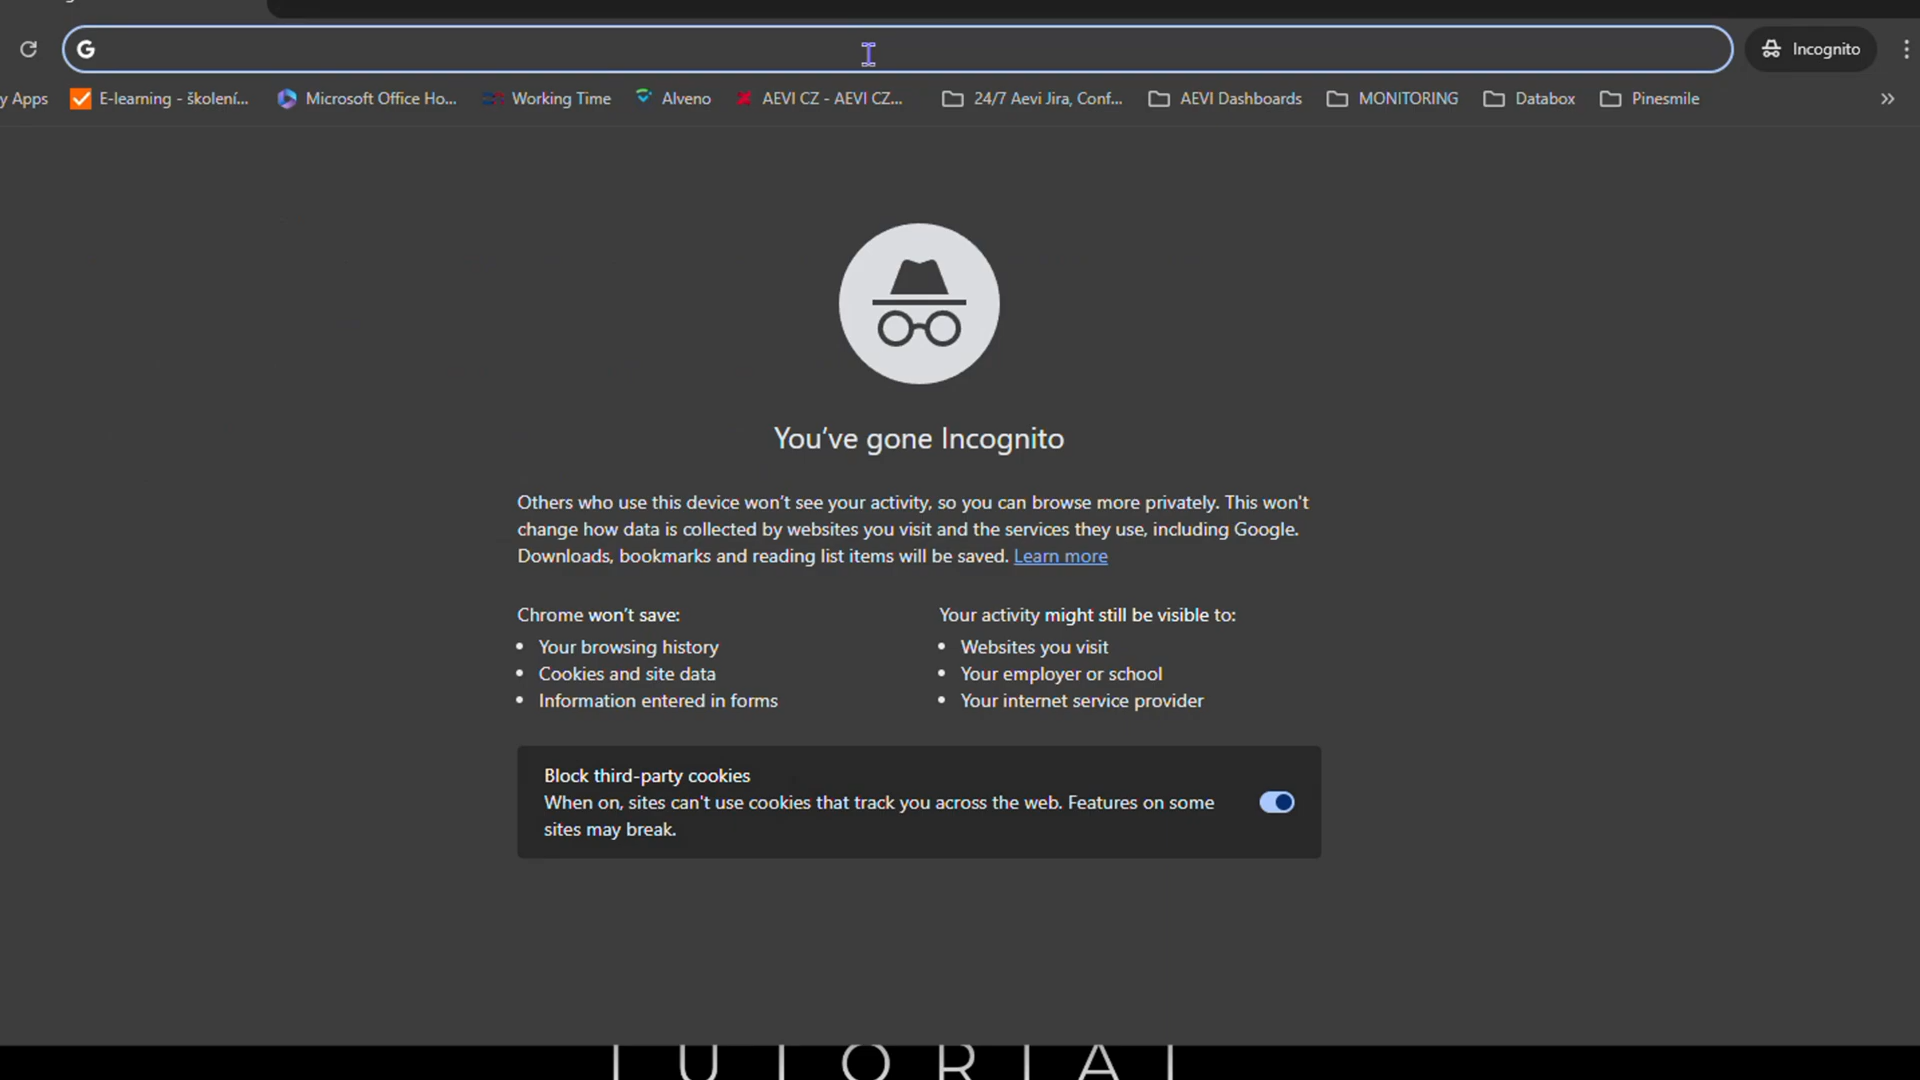 G
Incognito
y Apps E-learning - školení... Microsoft Office Ho... Working Time Alveno AEVI CZ - AEVI CZ... 24/7 Aevi Jira, Conf... AEVI Dashboards MONITORING Databox Pinesmile »
You've gone Incognito
Others who use this device won't see your activity, so you can browse more privately. This won't
change how data is collected by websites you visit and the services they use, including Google.
Downloads, bookmarks and reading list items will be saved. Learn more
Chrome won't save:
• Your browsing history
• Cookies and site data
• Information entered in forms
Your activity might still be visible to:
• Websites you visit
• Your employer or school
• Your internet service provider
Block third-party cookies
When on, sites can't use cookies that track you across the web. Features on some
sites may break.
TUTORIAL